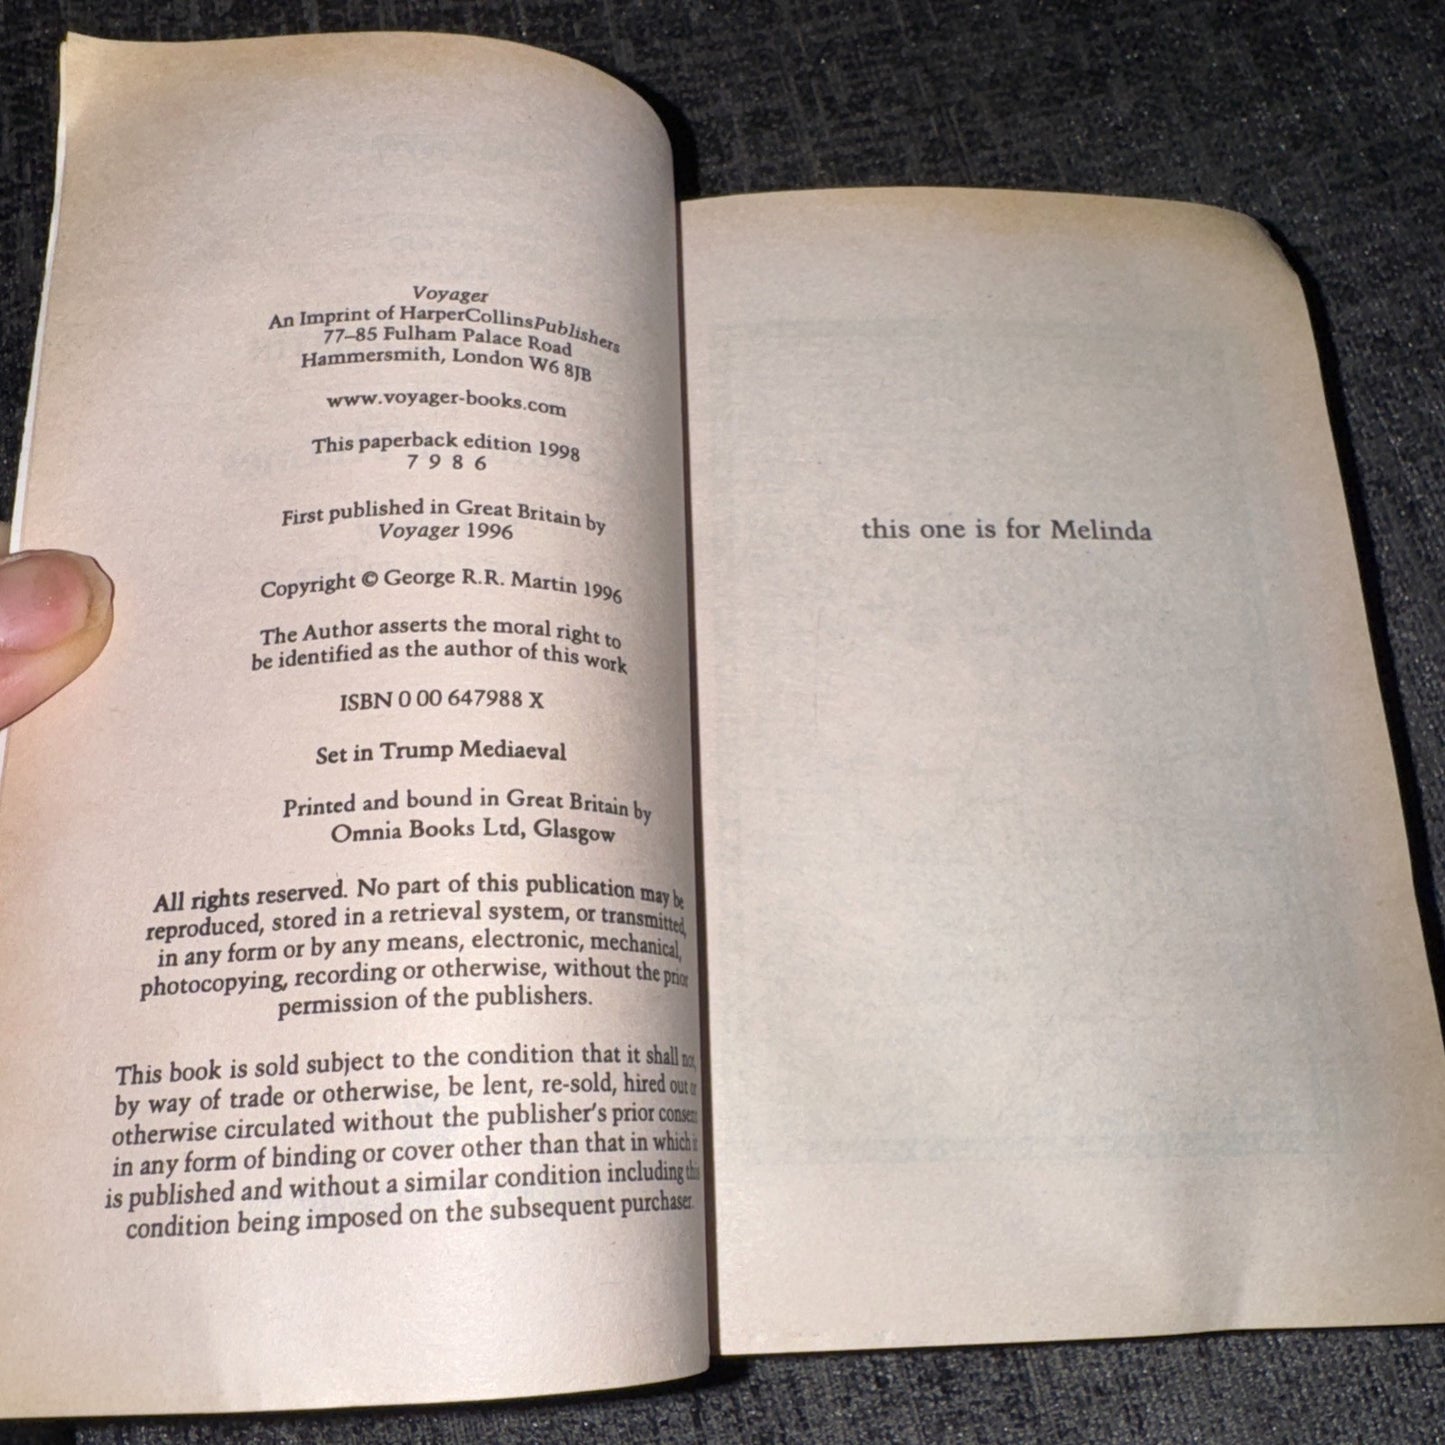 Voyager
An Imprint of HarperCollinsPublishers
77–85 Fulham Palace Road
Hammersmith, London W6 8JB
www.voyager-books.com
This paperback edition 1998
7 9 8 6
First published in Great Britain by
Voyager 1996
Copyright © George R.R. Martin 1996
The Author asserts the moral right to
be identified as the author of this work
ISBN 0 00 647988 X
Set in Trump Mediaeval
Printed and bound in Great Britain by
Omnia Books Ltd, Glasgow
All rights reserved. No part of this publication may be
reproduced, stored in a retrieval system, or transmitted,
in any form or by any means, electronic, mechanical,
photocopying, recording or otherwise, without the prior
permission of the publishers.
This book is sold subject to the condition that it shall not,
by way of trade or otherwise, be lent, re-sold, hired out or
otherwise circulated without the publisher's prior consent
in any form of binding or cover other than that in which it
is published and without a similar condition including this
condition being imposed on the subsequent purchaser.
this one is for Melinda